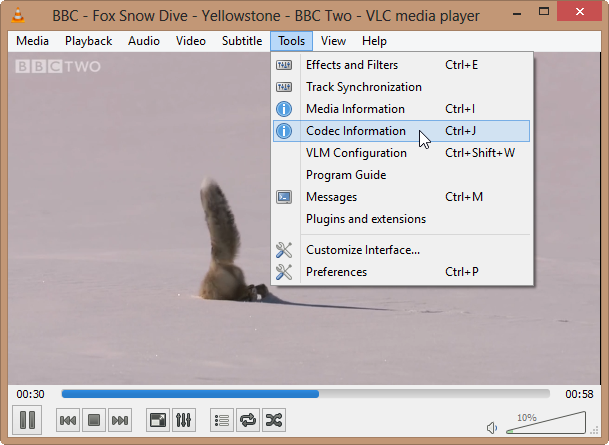 BBC - Fox Snow Dive - Yellowstone - BBC Two - VLC media player
Media Playback Audio Video Subtitle Tools View Help
BBC TWO
Effects and Filters Ctrl+E
Track Synchronization
Media Information Ctrl+I
Codec Information Ctrl+J
VLM Configuration Ctrl+Shift+W
Program Guide
Messages Ctrl+M
Plugins and extensions
Customize Interface...
Preferences Ctrl+P
00:30 00:58
10%